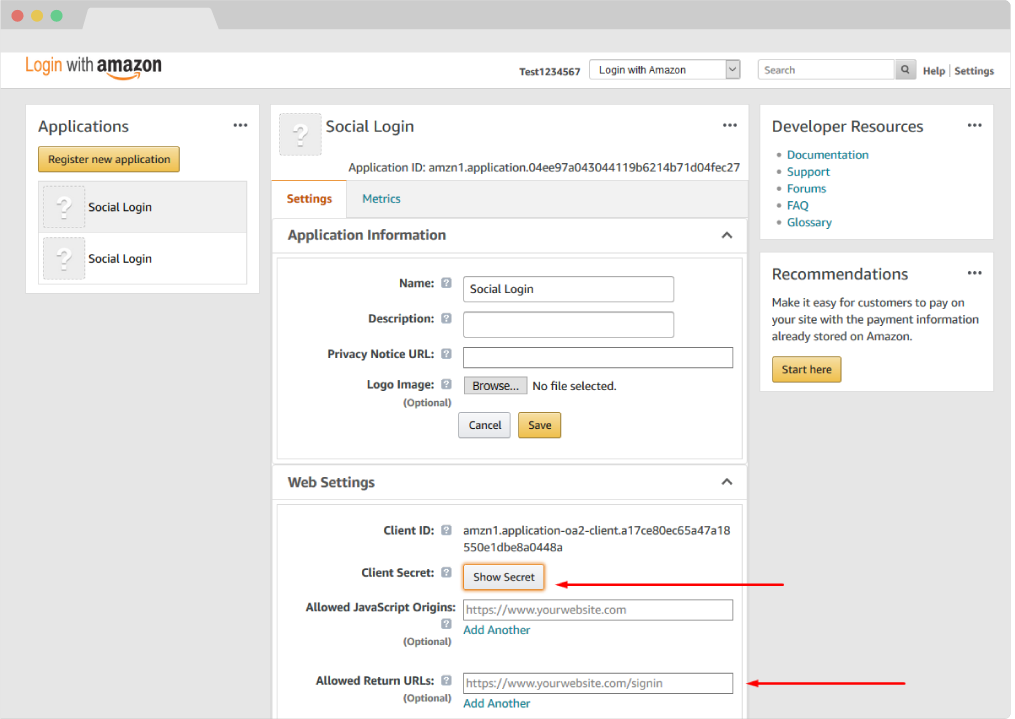 Login with amazon
Test1234567
Login with Amazon
Search
Help
Settings
Applications
Register new application
? Social Login
? Social Login
? Social Login
Application ID: amzn1.application.04ee97a043044119b6214b71d04fec27
Settings
Metrics
Application Information
Name: ? Social Login
Description: ?
Privacy Notice URL: ?
Logo Image: ? Browse... No file selected.
(Optional)
Cancel Save
Web Settings
Client ID: ? amzn1.application-oa2-client.a17ce80ec65a47a18
550e1dbe8a0448a
Client Secret: ? Show Secret
Allowed JavaScript Origins: https://www.yourwebsite.com
? Add Another
(Optional)
Allowed Return URLs: ? https://www.yourwebsite.com/signin
(Optional) Add Another
Developer Resources
Documentation
Support
Forums
FAQ
Glossary
Recommendations
Make it easy for customers to pay on
your site with the payment information
already stored on Amazon.
Start here